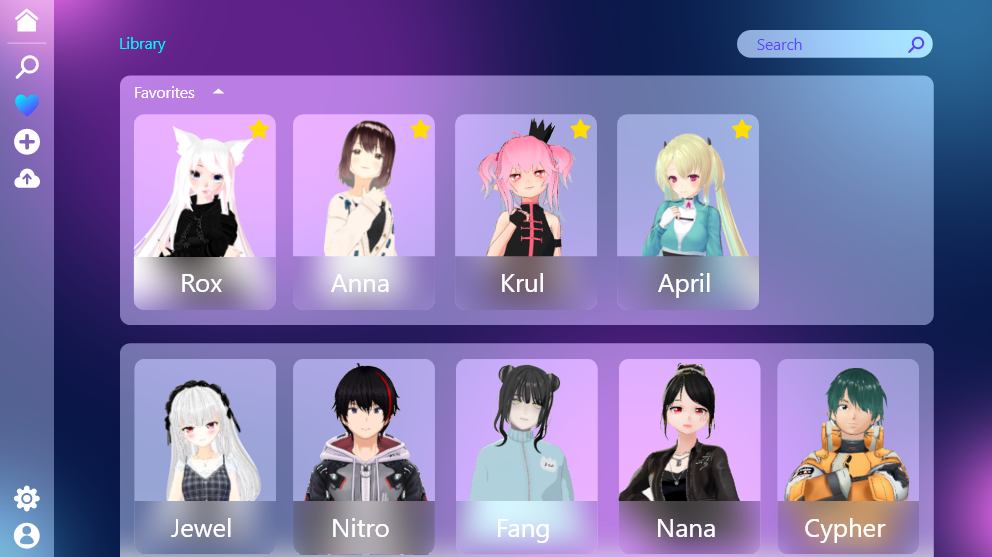 Library
Search
Favorites
Rox
Anna
Krul
April
Jewel
Nitro
Fang
Nana
Cypher